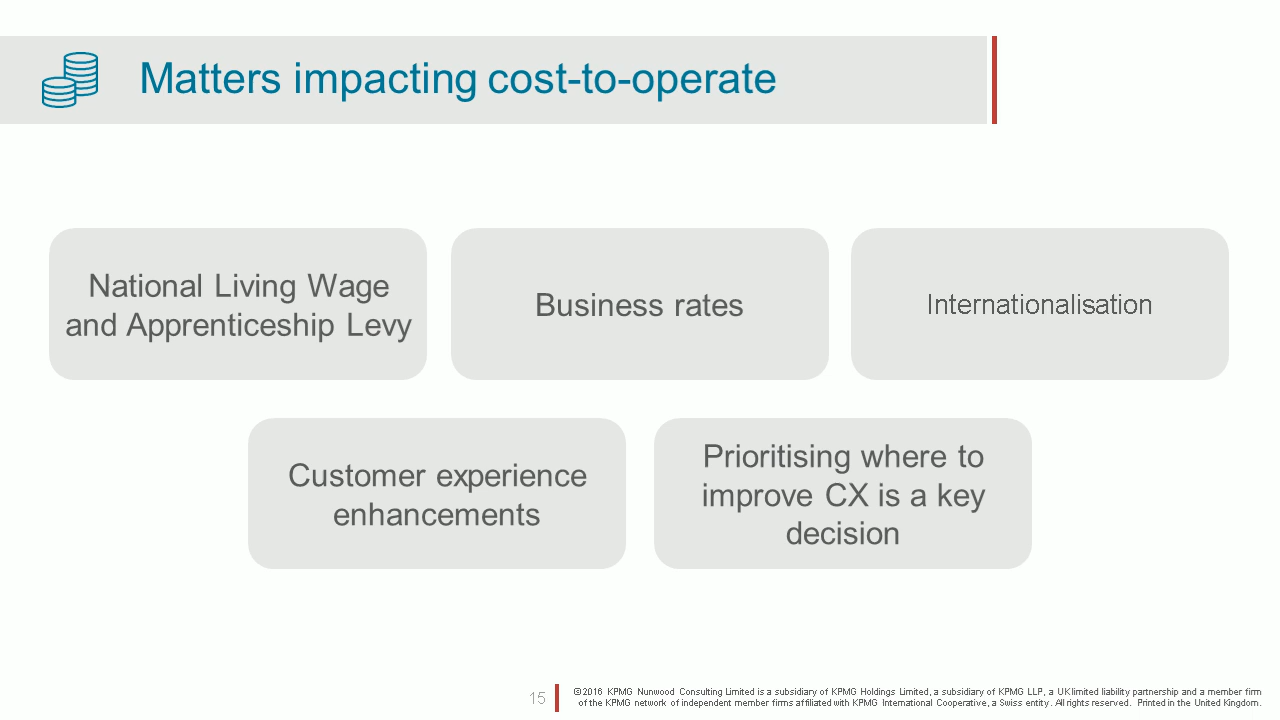 Matters impacting cost-to-operate
National Living Wage
and Apprenticeship Levy
Business rates
Internationalisation
Customer experience
enhancements
Prioritising where to
improve CX is a key
decision
15
©2016 KPMG Nunwood Consulting Limited is a subsidiary of KPMG Holdings Limited, a subsidiary of KPMG LLP, a UK limited liability partnership and a member firm
of the KPMG network of independent member firms affiliated with KPMG International Cooperative, a Swiss entity. All rights reserved. Printed in the United Kingdom.